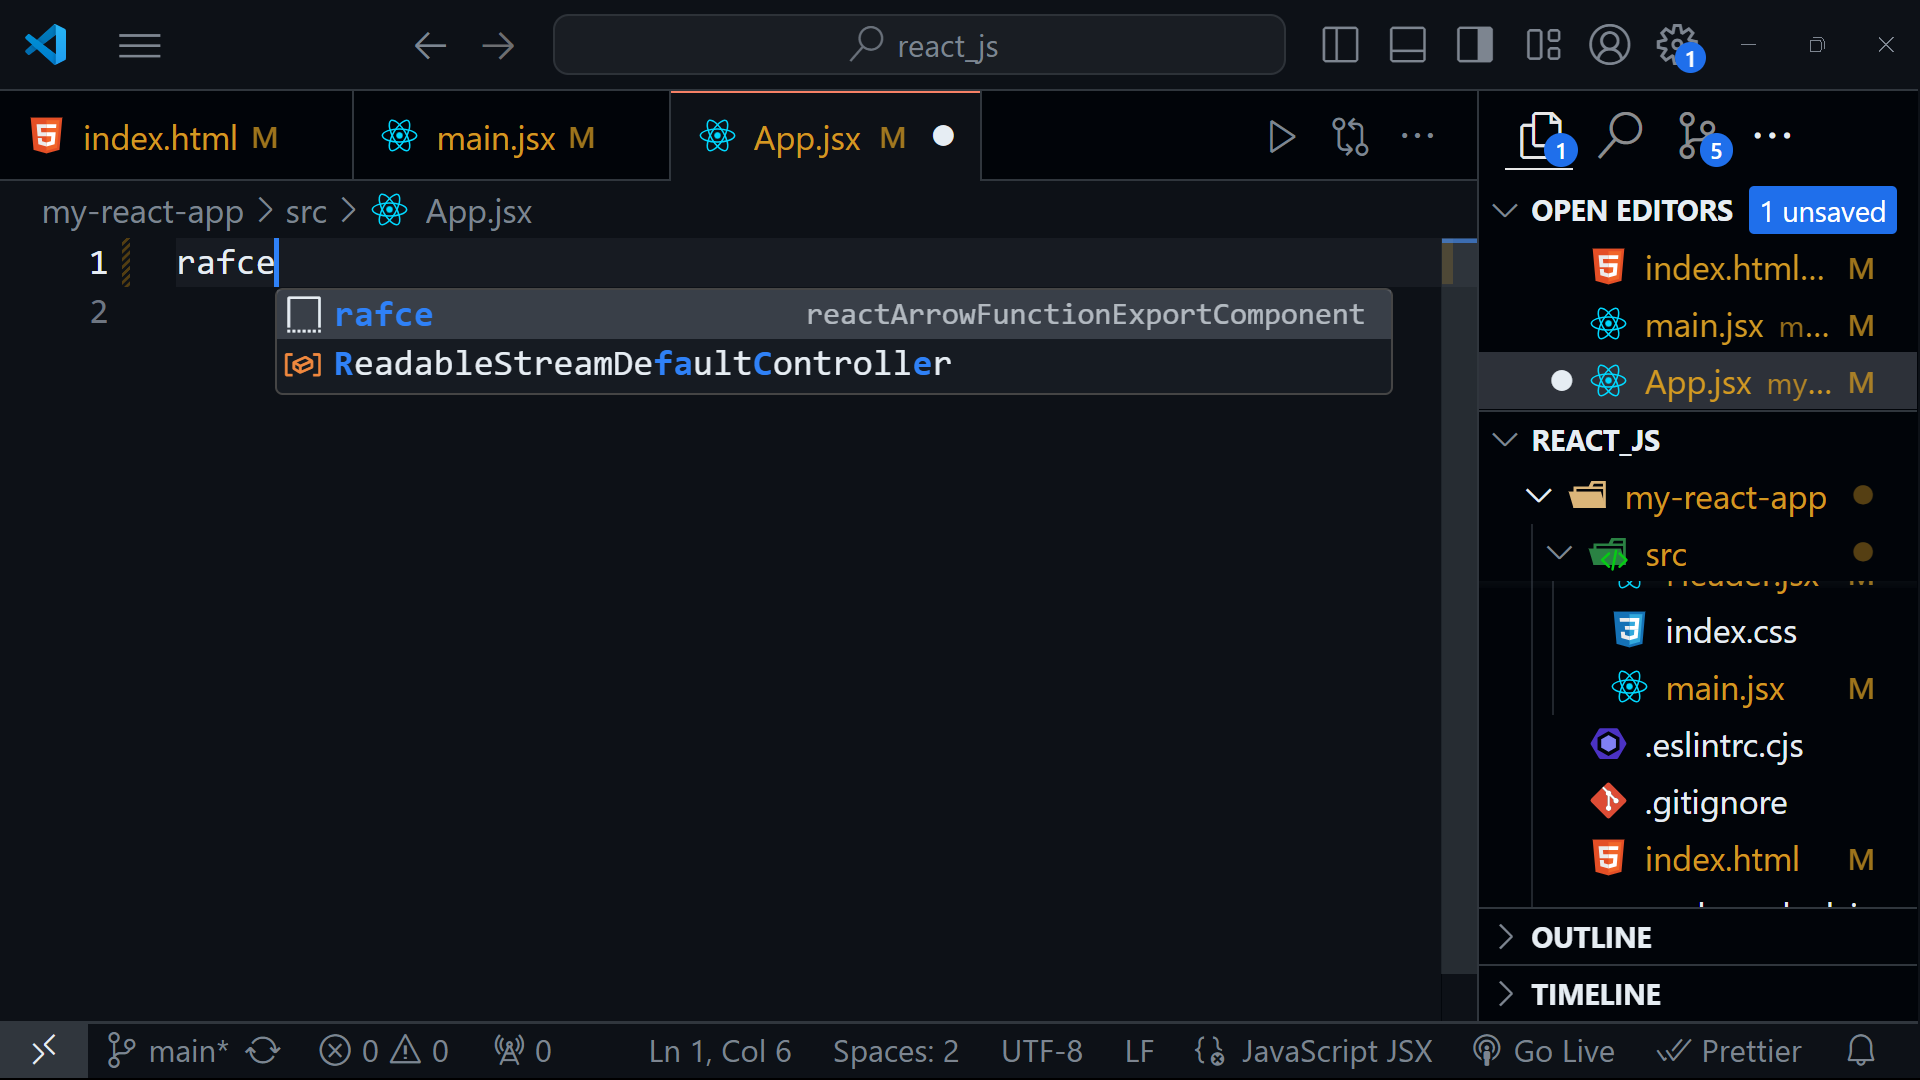 react_js
1
index.html M
main.jsx M
App.jsx M
my-react-app > src > App.jsx
1 rafce
2
rafce reactArrowFunctionExportComponent
ReadableStreamDefaultController
1
5
OPEN EDITORS 1 unsaved
index.html... M
main.jsx m... M
App.jsx my... M
REACT_JS
my-react-app
src
Header.jsx M
index.css
main.jsx M
.eslintrc.cjs
.gitignore
index.html M
OUTLINE
TIMELINE
main* 0 0 0 Ln 1, Col 6 Spaces: 2 UTF-8 LF JavaScript JSX Go Live Prettier